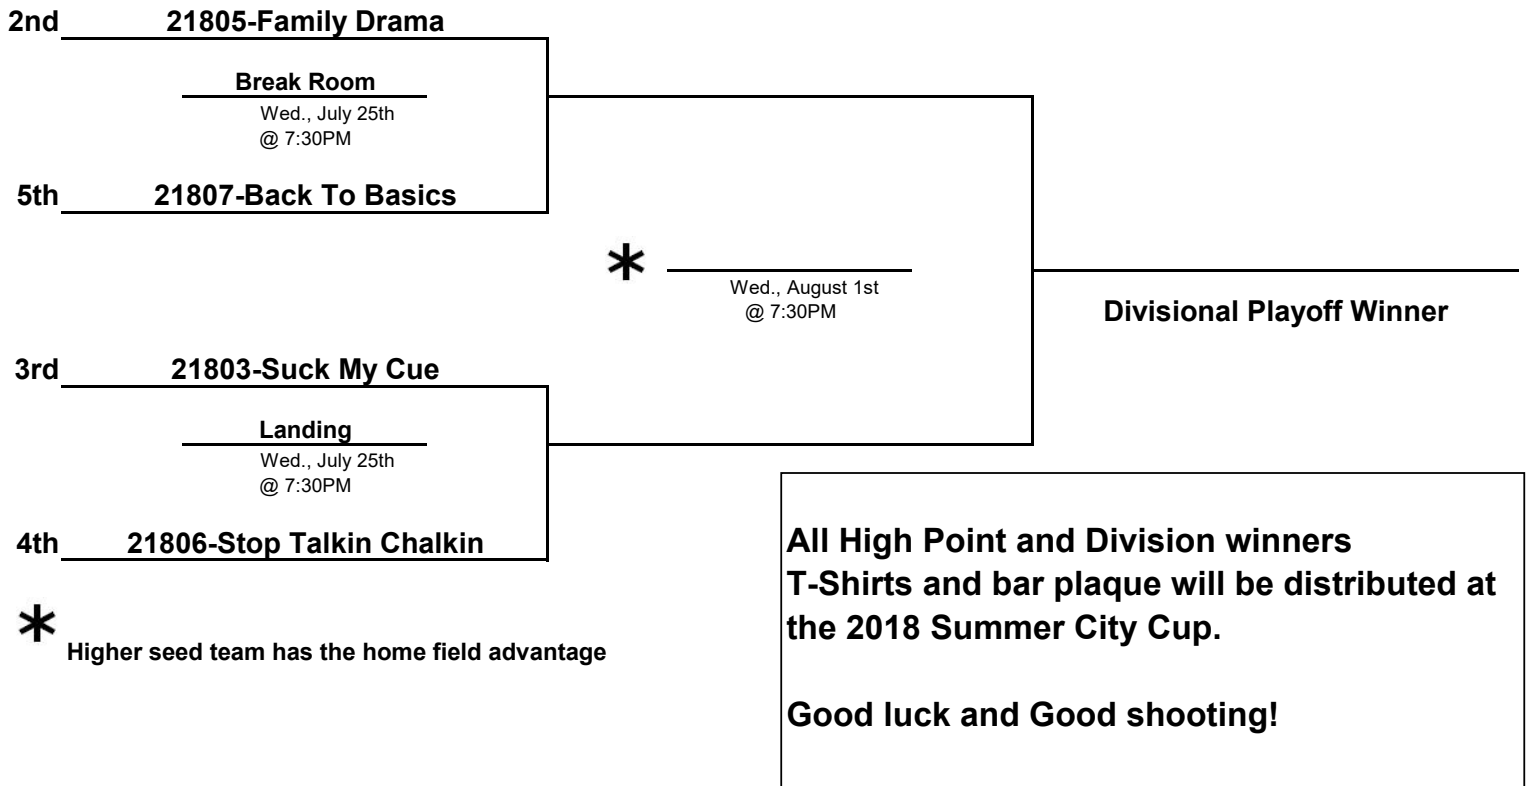 2nd 21805-Family Drama
Break Room
Wed., July 25th
@ 7:30PM
5th 21807-Back To Basics
*
Wed., August 1st
@ 7:30PM
Divisional Playoff Winner
3rd 21803-Suck My Cue
Landing
Wed., July 25th
@ 7:30PM
4th 21806-Stop Talkin Chalkin
* Higher seed team has the home field advantage
All High Point and Division winners
T-Shirts and bar plaque will be distributed at
the 2018 Summer City Cup.
Good luck and Good shooting!